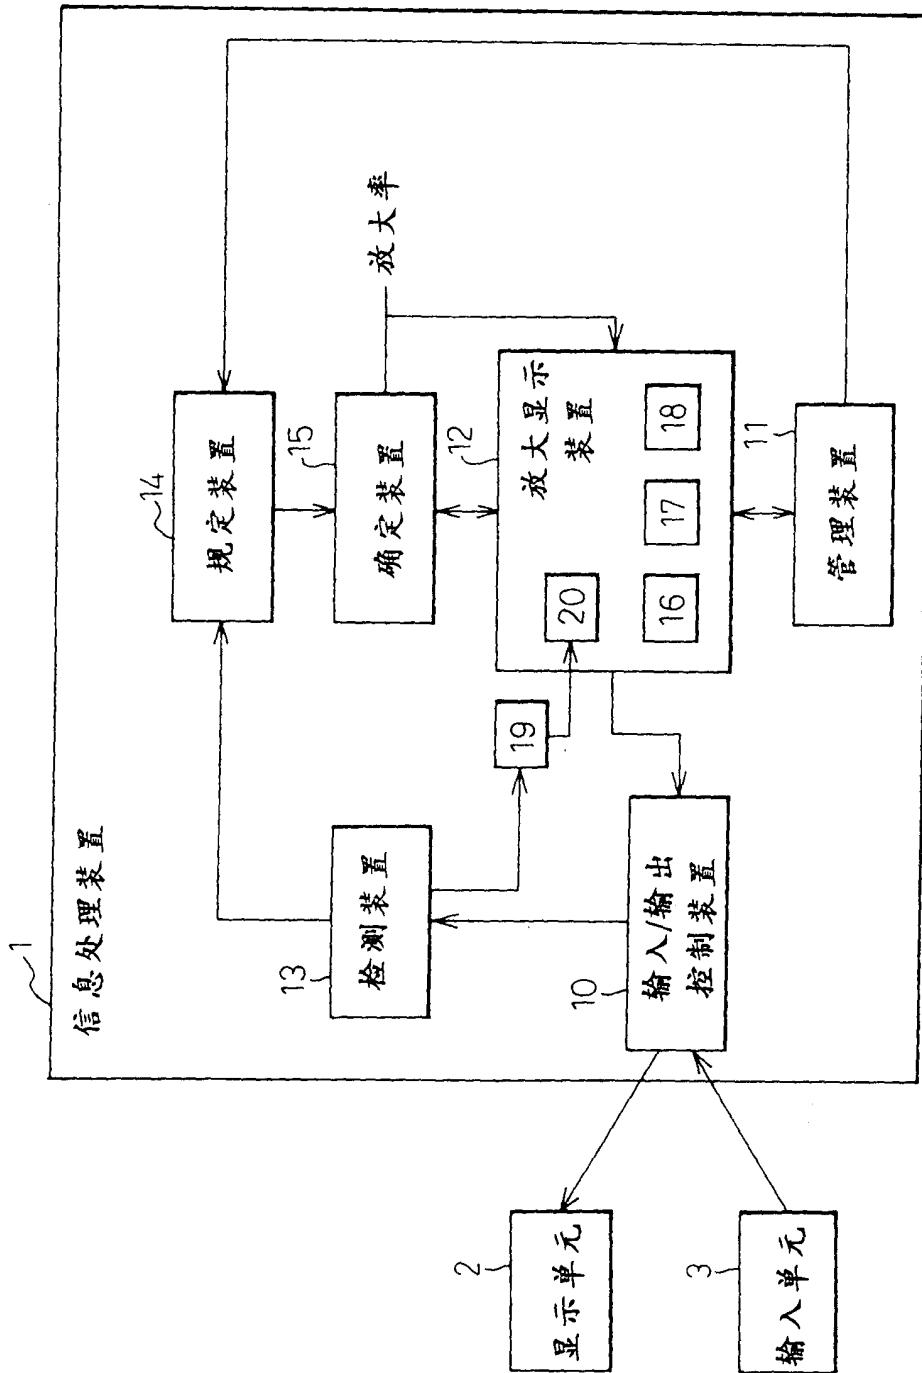 1
信息处理装置
14
规定装置
15
确定装置
放大率
13
检测装置
19
12
放大显示
装置
20
16
17
18
10
输入/输出
控制装置
11
管理装置
2
显示单元
3
输入单元